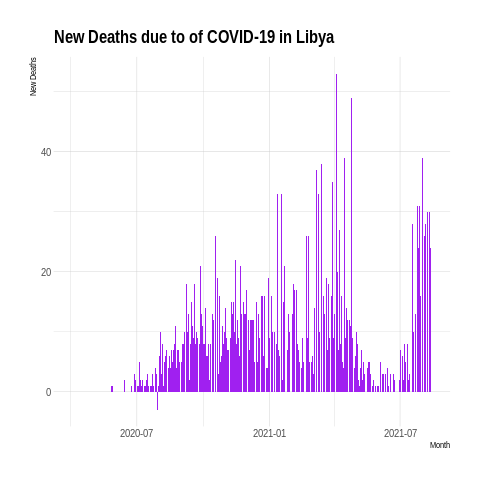 New Deaths due to of COVID-19 in Libya
New Deaths
40
20
0
2020-07
2021-01
2021-07
Month